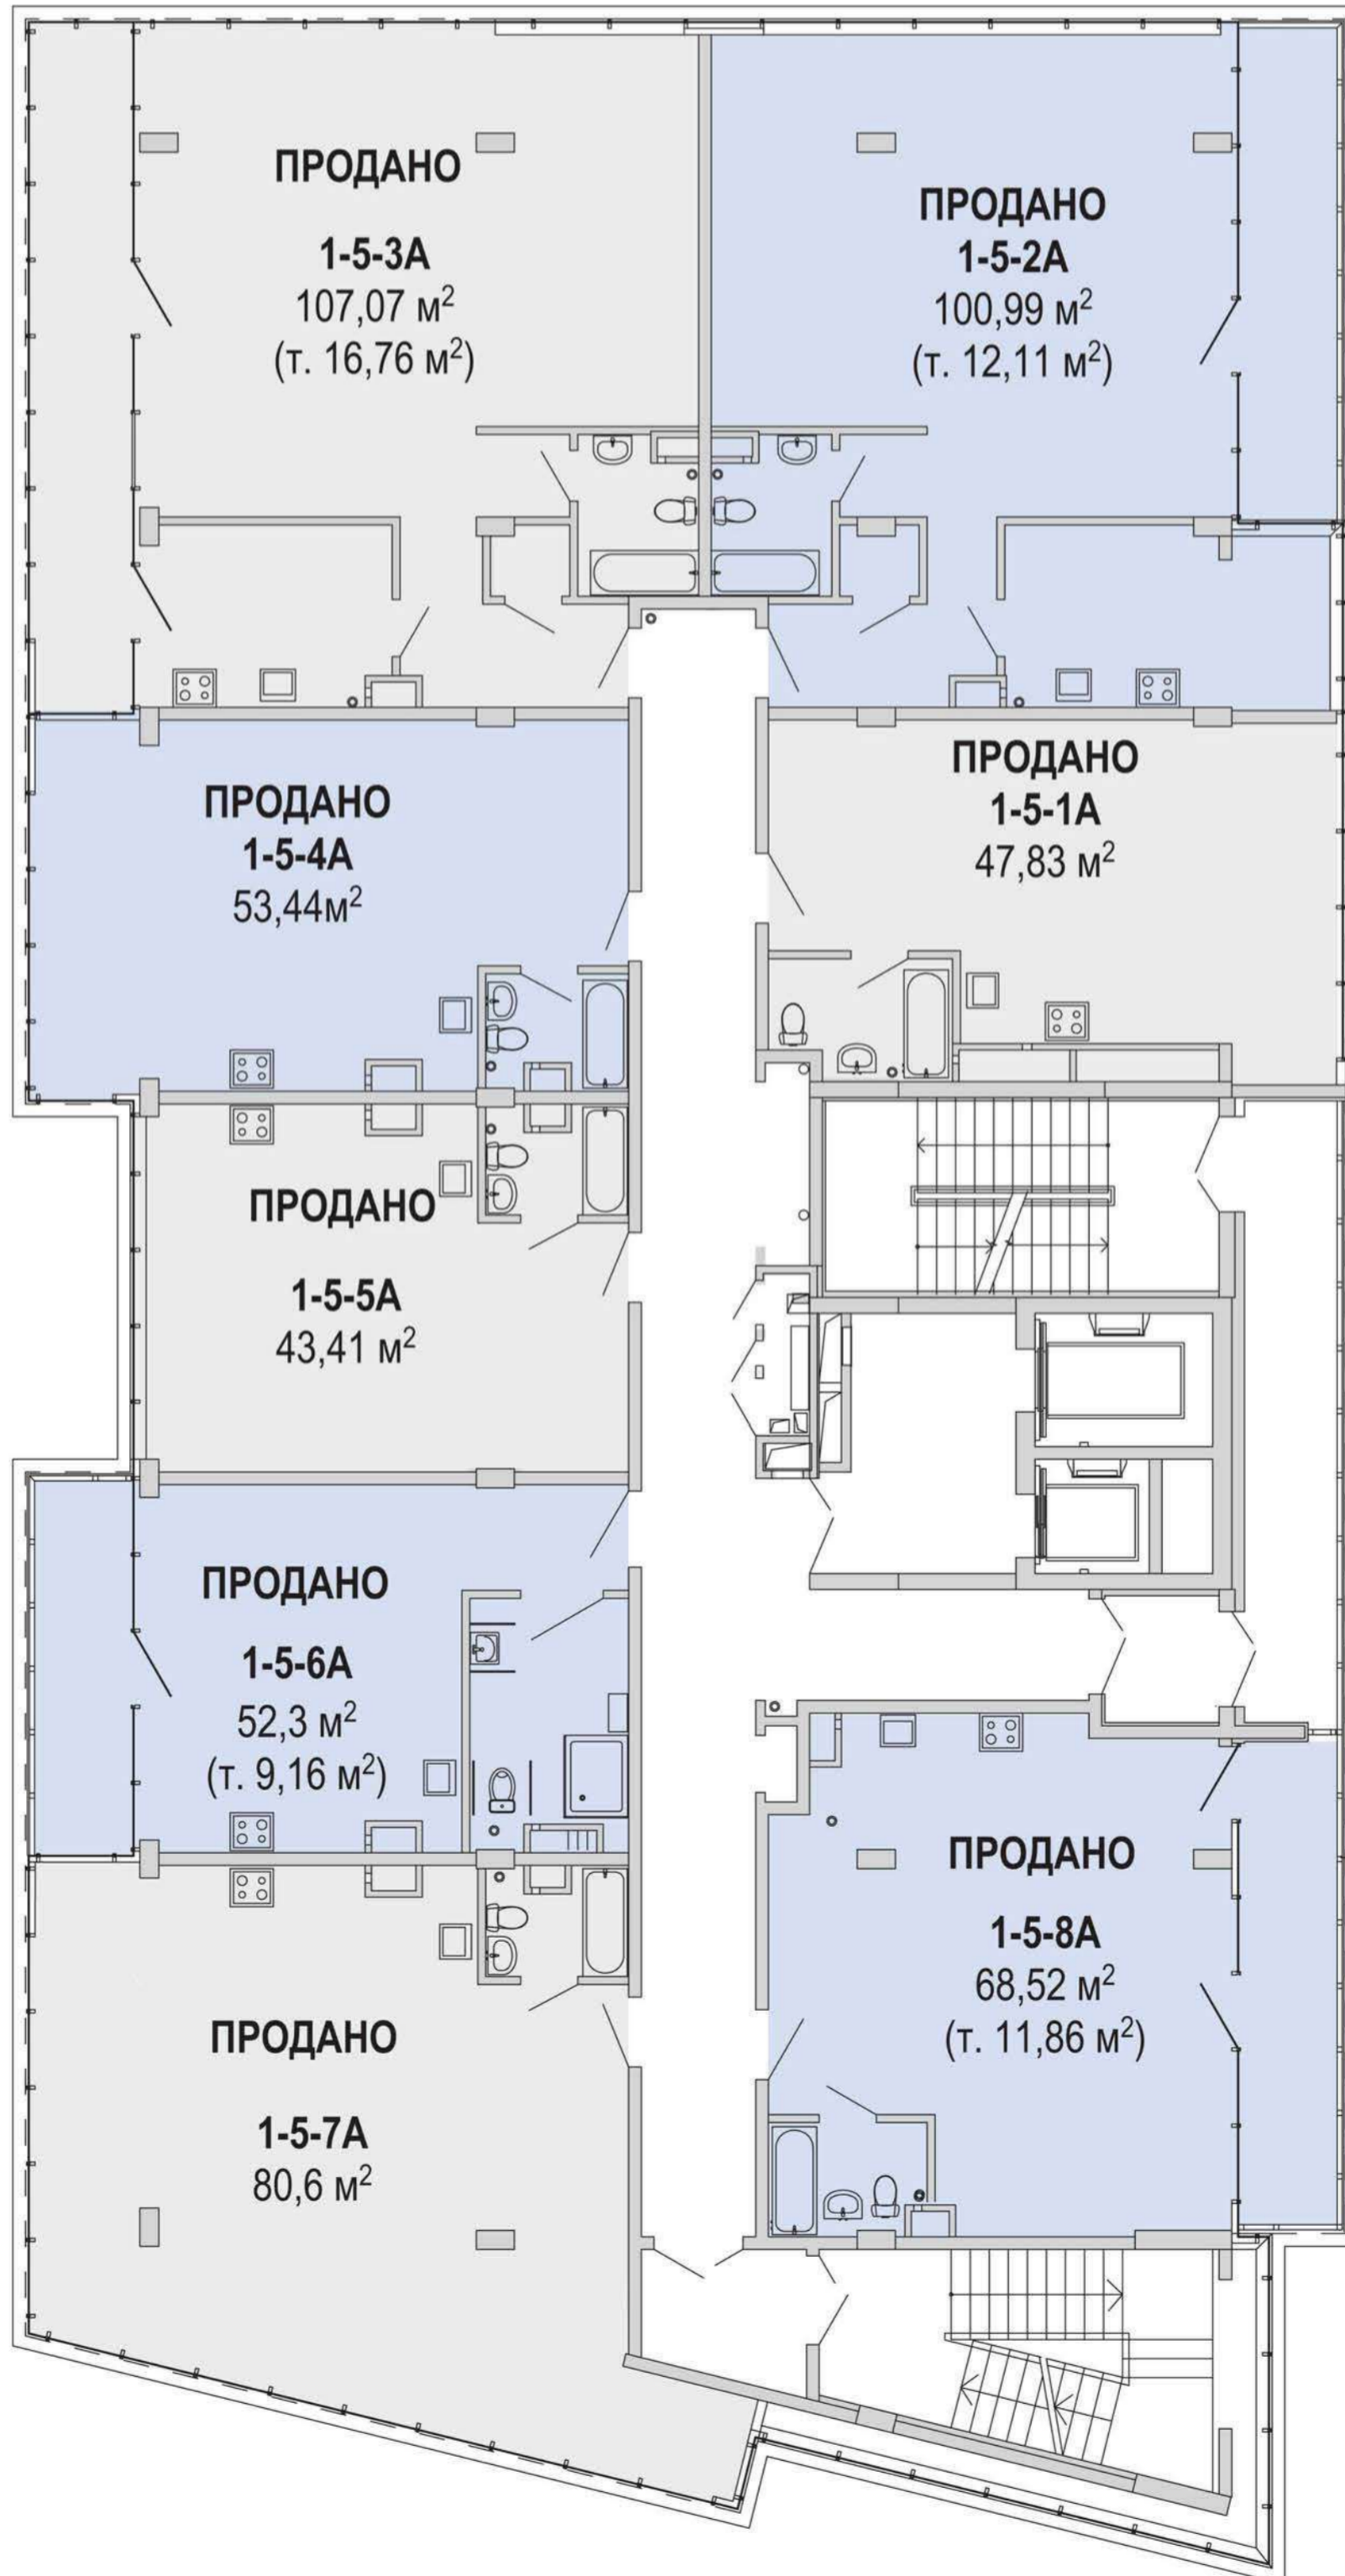 ПРОДАНО
1-5-3А
107,07 м²
(т. 16,76 м²)
ПРОДАНО
1-5-2А
100,99 м²
(т. 12,11 м²)
ПРОДАНО
1-5-4А
53,44м²
ПРОДАНО
1-5-1А
47,83 м²
ПРОДАНО
1-5-5А
43,41 м²
ПРОДАНО
1-5-6А
52,3 м²
(т. 9,16 м²)
ПРОДАНО
1-5-8А
68,52 м²
(т. 11,86 м²)
ПРОДАНО
1-5-7А
80,6 м²